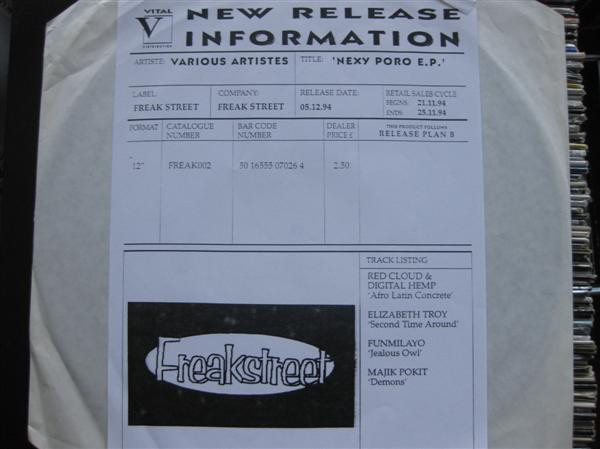 VITAL
V
DISTRIBUTION
NEW RELEASE
INFORMATION
ARTISTE: VARIOUS ARTISTES
TITLE: 'NEXY PORO E.P.'
LABEL:
FREAK STREET
COMPANY:
FREAK STREET
RELEASE DATE:
05.12.94
RETAIL SALES CYCLE
BEGINS: 21.11.94
ENDS: 25.11.94
FORMAT
CATALOGUE
NUMBER
BAR CODE
NUMBER
DEALER
PRICE £
THIS PRODUCT FOLLOWS
RELEASE PLAN B
12"
FREAK002
50 16555 07026 4
2.50
TRACK LISTING
RED CLOUD &
DIGITAL HEMP
'Afro Latin Concrete'
ELIZABETH TROY
'Second Time Around'
FUNMILAYO
'Jealous Owl'
MAJIK POKIT
'Demons'
Freakstreet